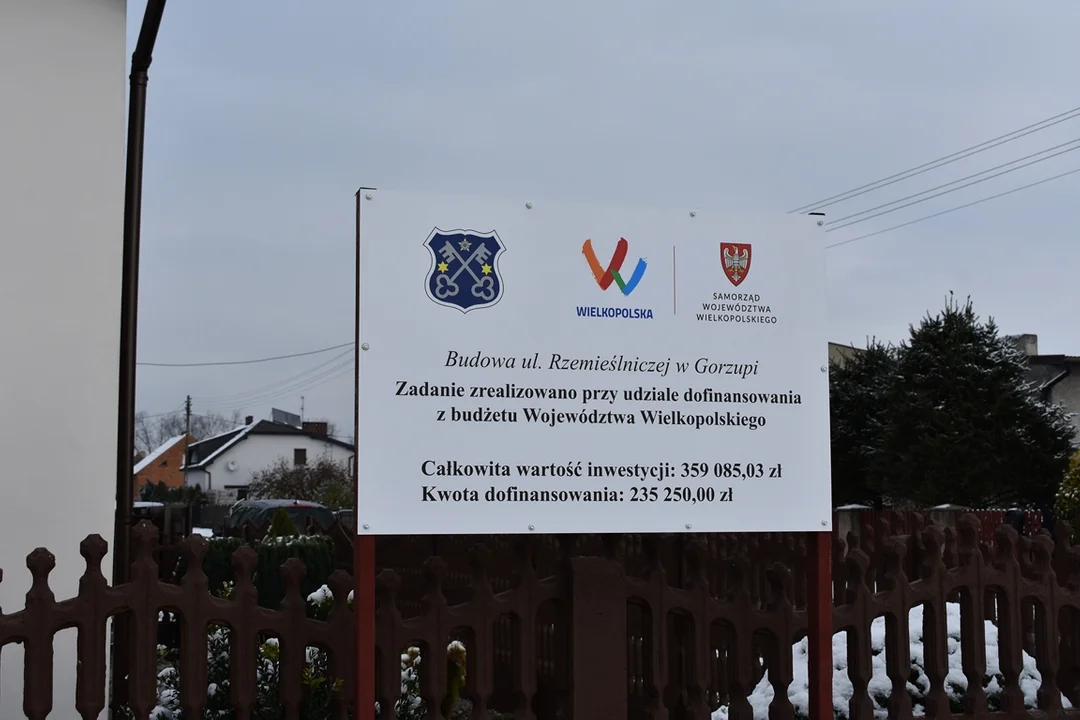 WIELKOPOLSKA
SAMORZĄD
WOJEWÓDZTWA
WIELKOPOLSKIEGO
Budowa ul. Rzemieślniczej w Gorzupi
Zadanie zrealizowano przy udziale dofinansowania
z budżetu Województwa Wielkopolskiego
Całkowita wartość inwestycji: 359 085,03 zł
Kwota dofinansowania: 235 250,00 zł